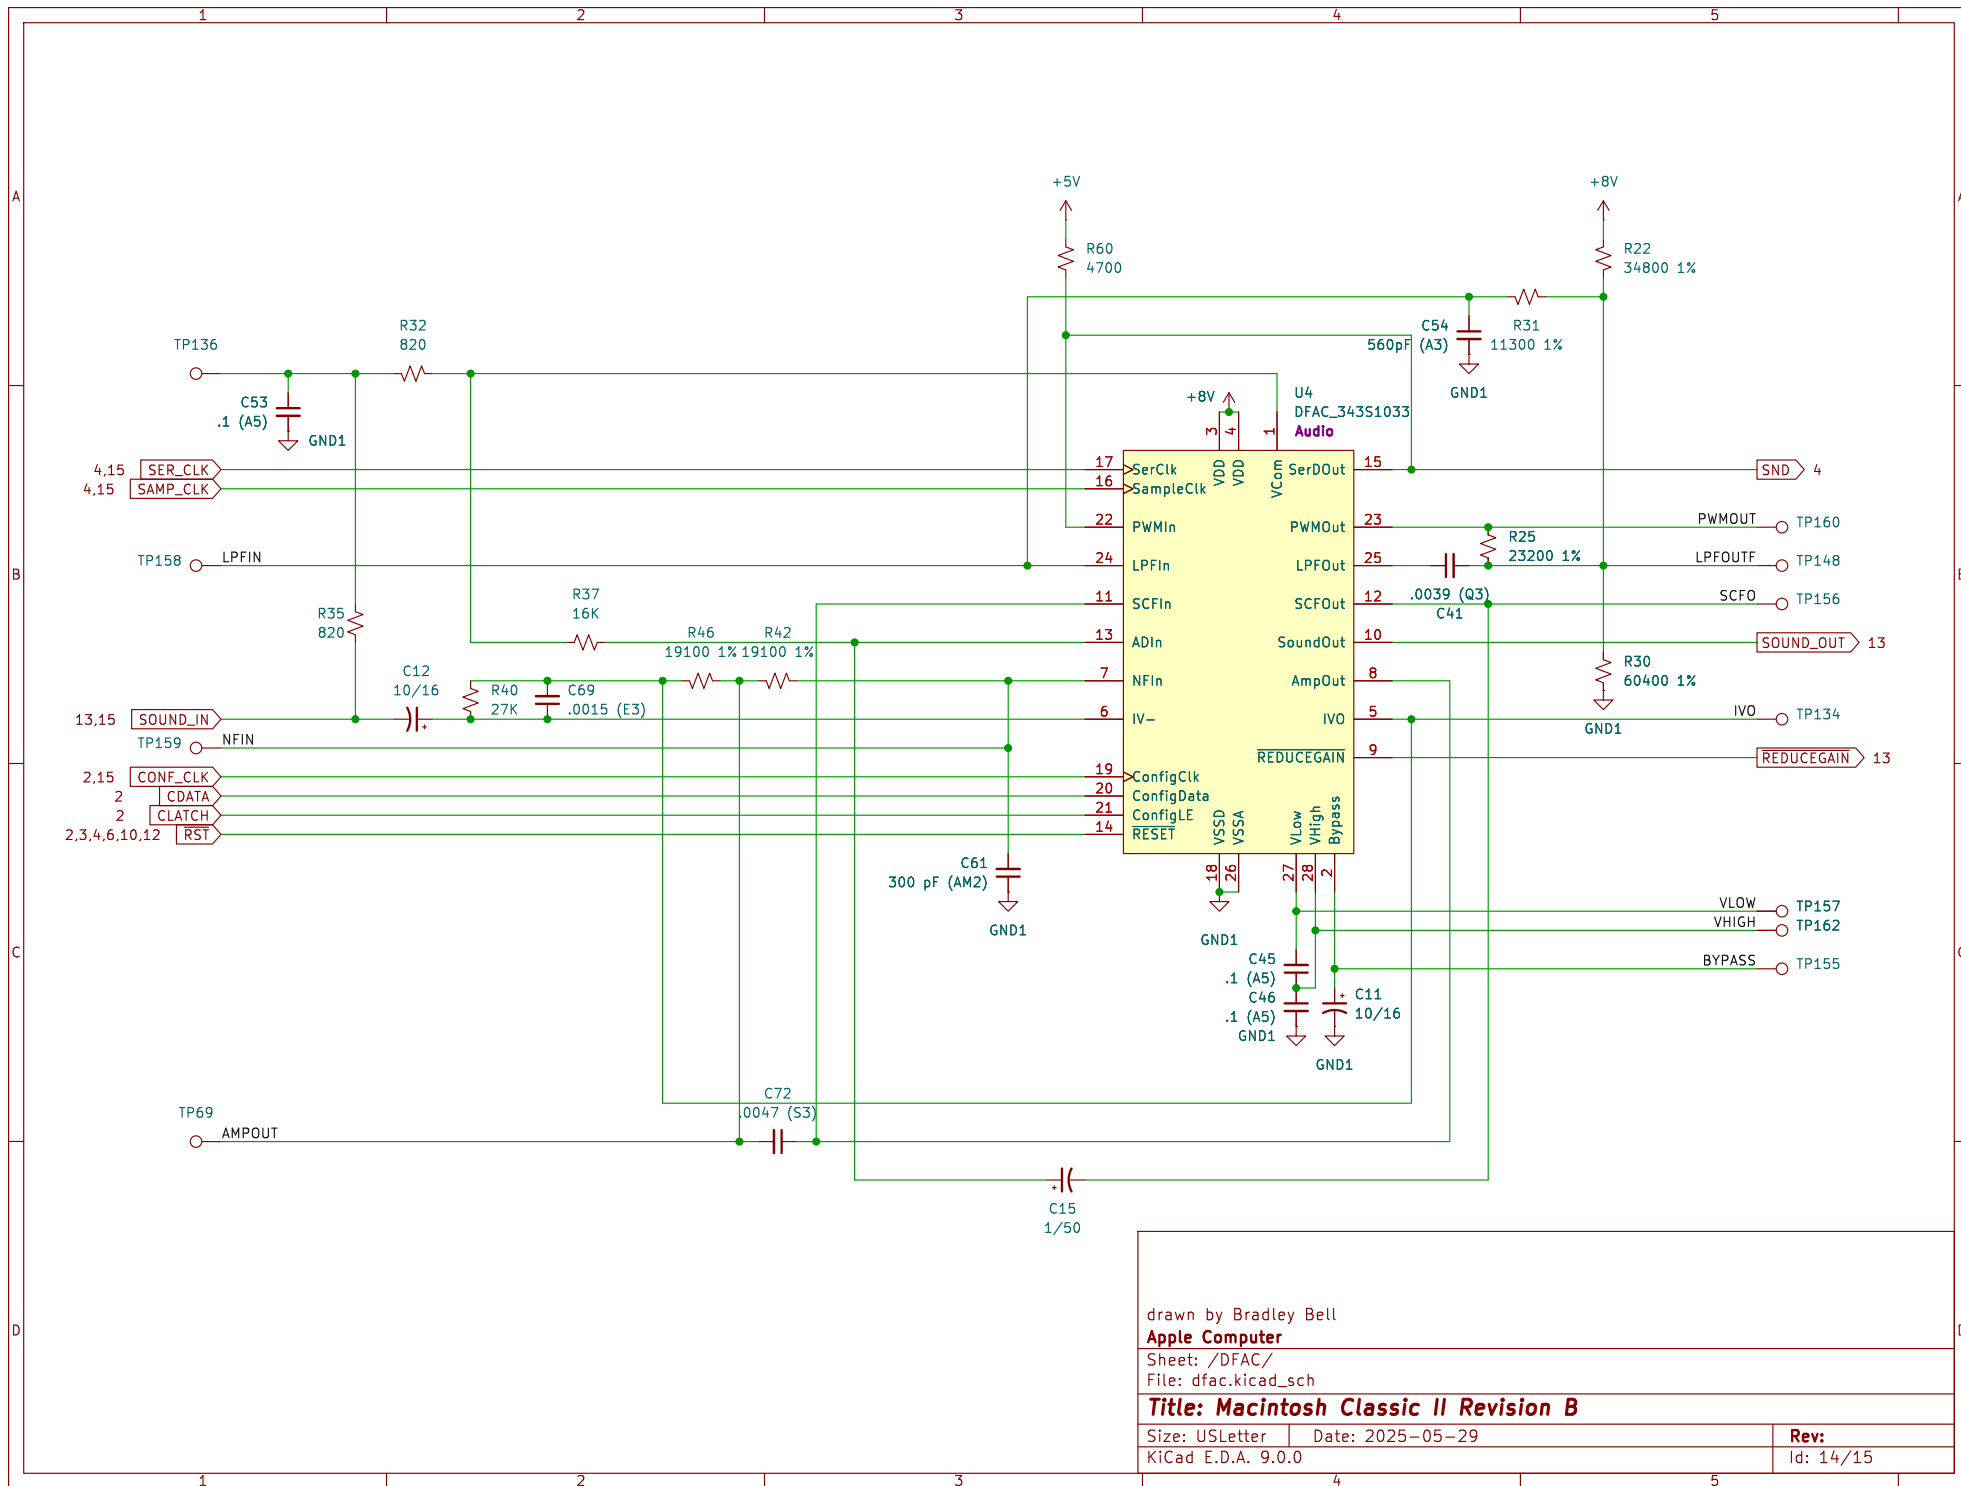 1 2 3 4 5
A
+5V
+8V
R60
4700
R22
34800 1%
R31
11300 1%
C54
560pF (A3)
GND1
TP136
R32
820
C53
.1 (A5)
GND1
+8V
U4
DFAC_343S1033
Audio
3 4 1
VDD VDD VCom
4,15 SER_CLK 17 SerClk SerDOut 15 SND 4
4,15 SAMP_CLK 16 SampleClk
22 PWMIn PWMOut 23 PWMOUT TP160
R25
23200 1%
TP158 LPFIN 24 LPFIn LPFOut 25 LPFOUTF TP148
B
.0039 (Q3)
C41
11 SCFIn SCFOut 12 SCFO TP156
R35
820
R37
16K
R46 R42
19100 1% 19100 1%
13 ADIn SoundOut 10 SOUND_OUT 13
R30
60400 1%
GND1
C12
10/16
R40
27K
C69
.0015 (E3)
7 NFIn AmpOut 8
13,15 SOUND_IN 6 IV− IVO 5 IVO TP134
TP159 NFIN
REDUCEGAIN 9 REDUCEGAIN 13
2,15 CONF_CLK 19 ConfigClk
2 CDATA 20 ConfigData
2 CLATCH 21 ConfigLE
2,3,4,6,10,12 RST 14 RESET
VSSD VSSA VLow VHigh Bypass
18 26 27 28 2
C61
300 pF (AM2)
GND1
GND1
VLOW TP157
VHIGH TP162
BYPASS TP155
C
C45
.1 (A5)
C46
.1 (A5)
GND1
C11
10/16
GND1
C72
.0047 (S3)
TP69
AMPOUT
C15
1/50
D
drawn by Bradley Bell
Apple Computer
Sheet: /DFAC/
File: dfac.kicad_sch
Title: Macintosh Classic II Revision B
Size: USLetter Date: 2025-05-29 Rev:
KiCad E.D.A. 9.0.0 Id: 14/15
1 2 3 4 5